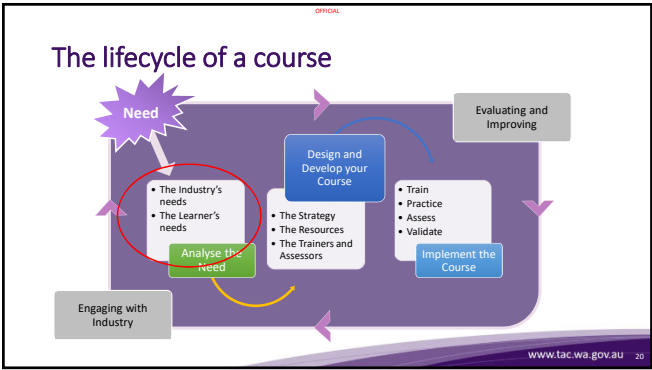 OFFICIAL
The lifecycle of a course
Need
Evaluating and
Improving
Design and
Develop your
Course
• The Industry's
needs
• The Learner's
needs
Analyse the
Need
• The Strategy
• The Resources
• The Trainers and
Assessors
• Train
• Practice
• Assess
• Validate
Implement the
Course
Engaging with
Industry
www.tac.wa.gov.au 20